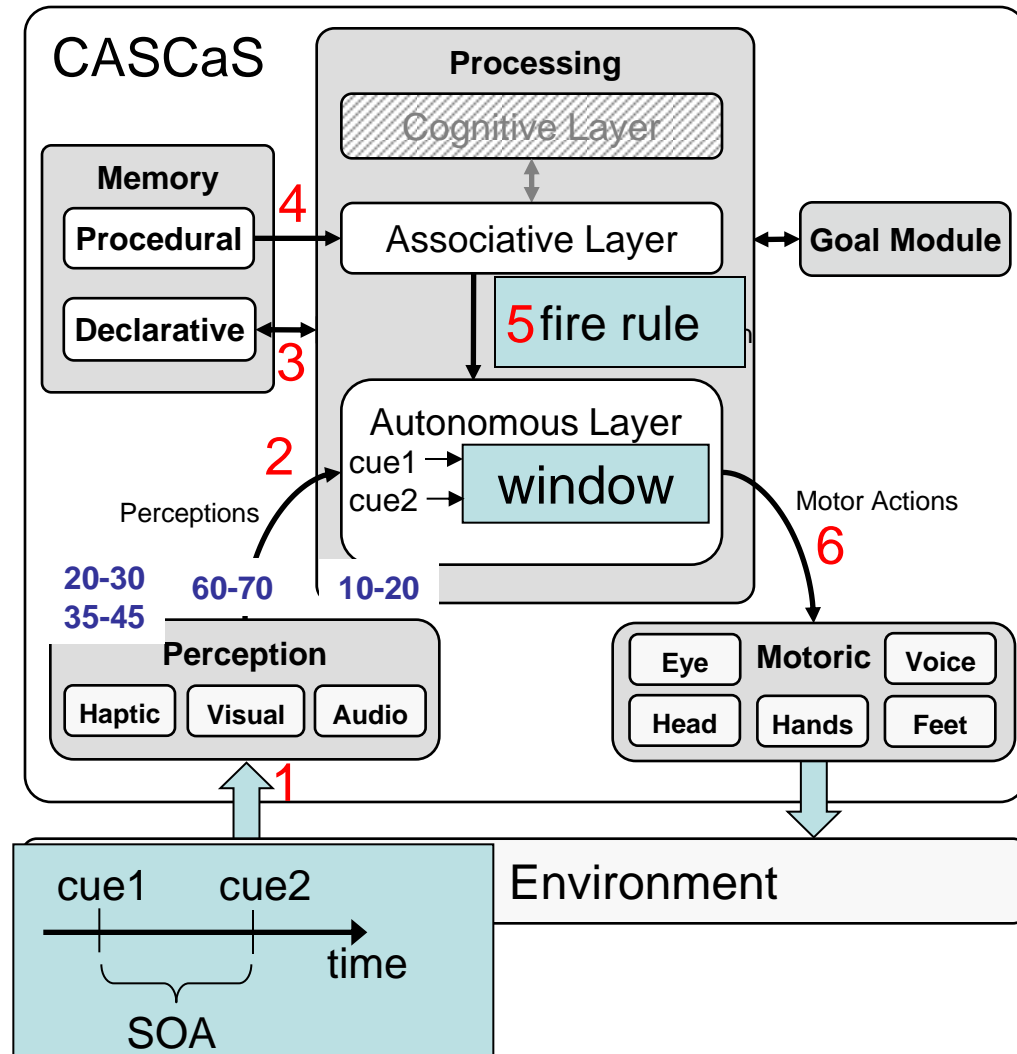 CASCaS
Processing
Cognitive Layer
Memory
4
Procedural
Associative Layer
Goal Module
Declarative
3
5 fire rule
n
Autonomous Layer
2
cue1
cue2
window
Perceptions
Motor Actions
6
20-30
35-45
60-70
10-20
Perception
Haptic
Visual
Audio
Eye
Motoric
Voice
Head
Hands
Feet
1
Environment
cue1
cue2
time
SOA